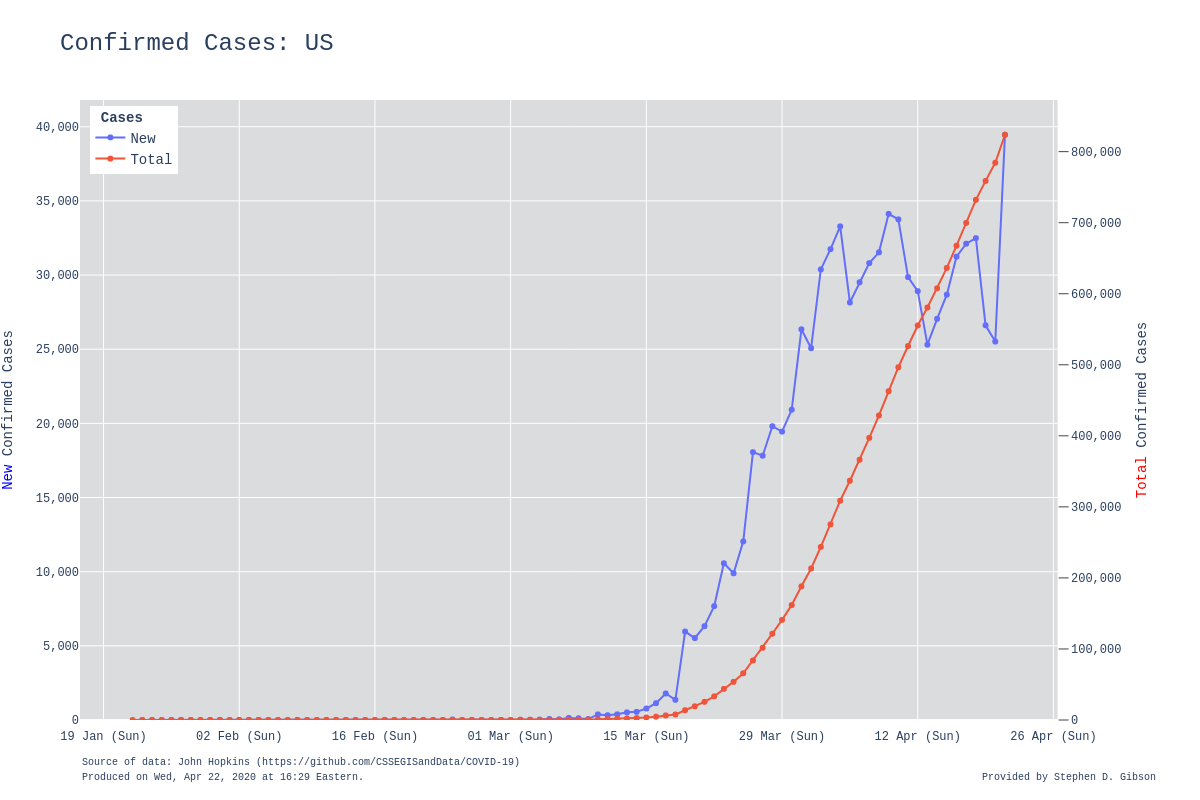 Confirmed Cases: US
Cases
New
Total
40,000
35,000
30,000
25,000
20,000
15,000
10,000
5,000
0
New Confirmed Cases
800,000
700,000
600,000
500,000
400,000
300,000
200,000
100,000
0
Total Confirmed Cases
19 Jan (Sun) 02 Feb (Sun) 16 Feb (Sun) 01 Mar (Sun) 15 Mar (Sun) 29 Mar (Sun) 12 Apr (Sun) 26 Apr (Sun)
Source of data: John Hopkins (https://github.com/CSSEGISandData/COVID-19)
Produced on Wed, Apr 22, 2020 at 16:29 Eastern.
Provided by Stephen D. Gibson